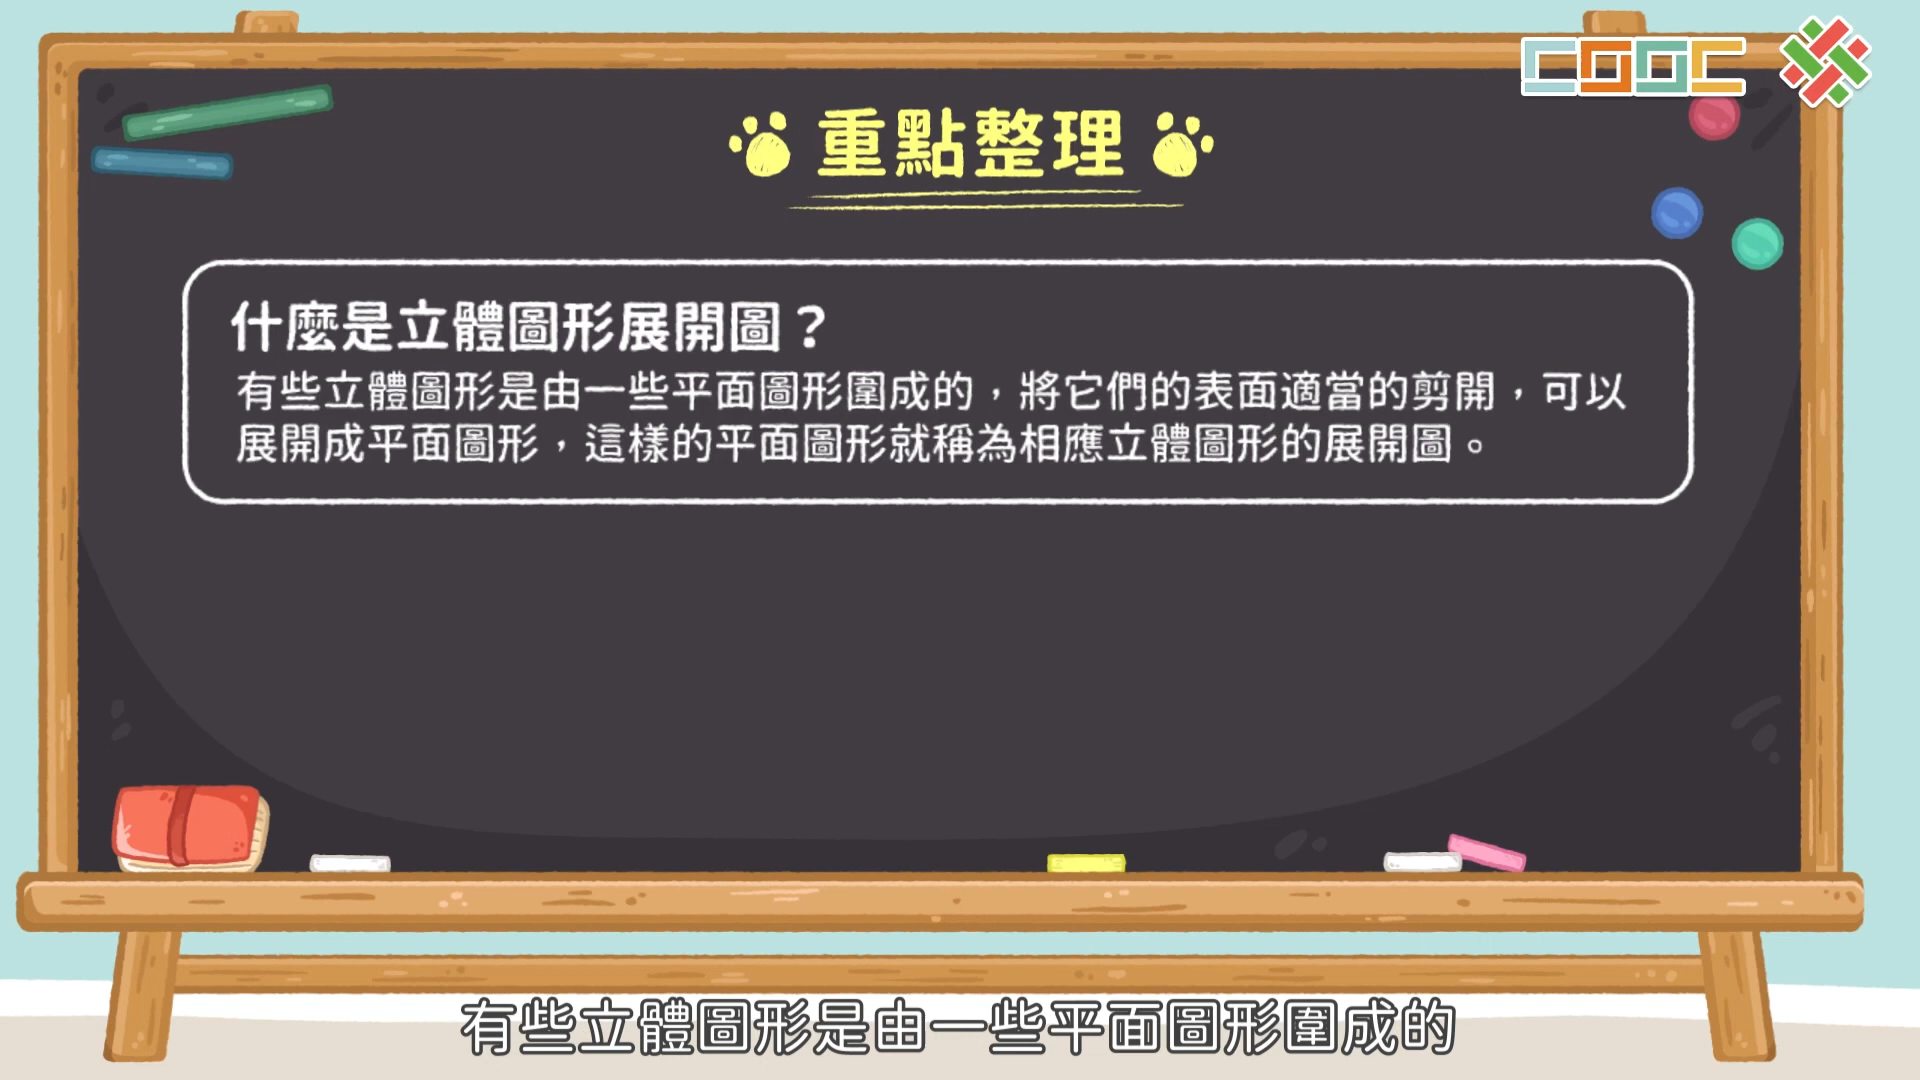 COOC
重點整理
什麼是立體圖形展開圖？
有些立體圖形是由一些平面圖形圍成的，將它們的表面適當的剪開，可以
展開成平面圖形，這樣的平面圖形就稱為相應立體圖形的展開圖。
有些立體圖形是由一些平面圖形圍成的